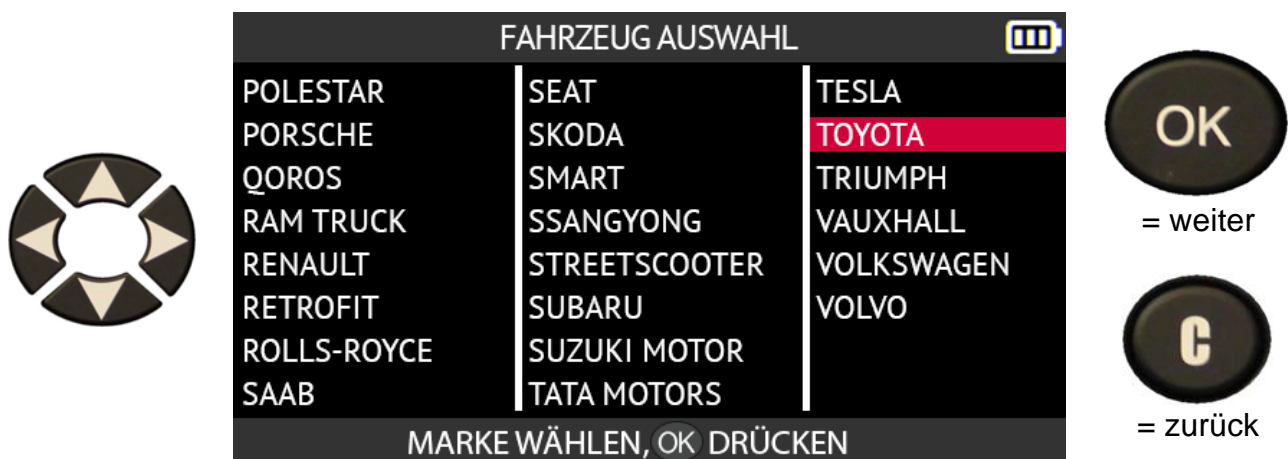 FAHRZEUG AUSWAHL
POLESTAR
PORSCHE
QOROS
RAM TRUCK
RENAULT
RETROFIT
ROLLS-ROYCE
SAAB
SEAT
SKODA
SMART
SSANGYONG
STREETSCOOTER
SUBARU
SUZUKI MOTOR
TATA MOTORS
TESLA
TOYOTA
TRIUMPH
VAUXHALL
VOLKSWAGEN
VOLVO
MARKE WÄHLEN, OK DRÜCKEN
OK
= weiter
C
= zurück